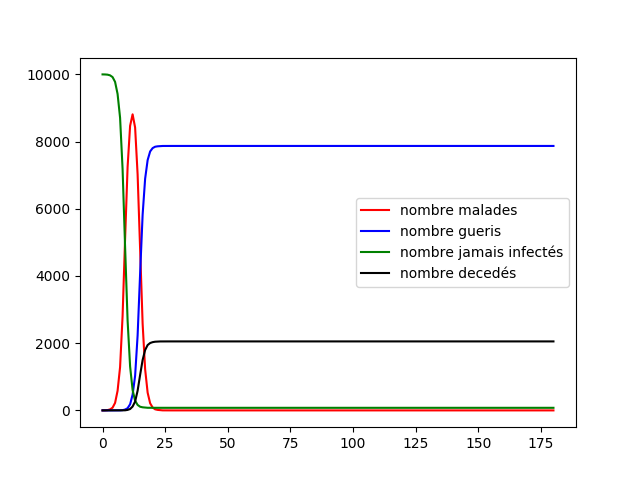 10000
8000
6000
4000
2000
0
0 25 50 75 100 125 150 175
nombre malades
nombre gueris
nombre jamais infectés
nombre decedés